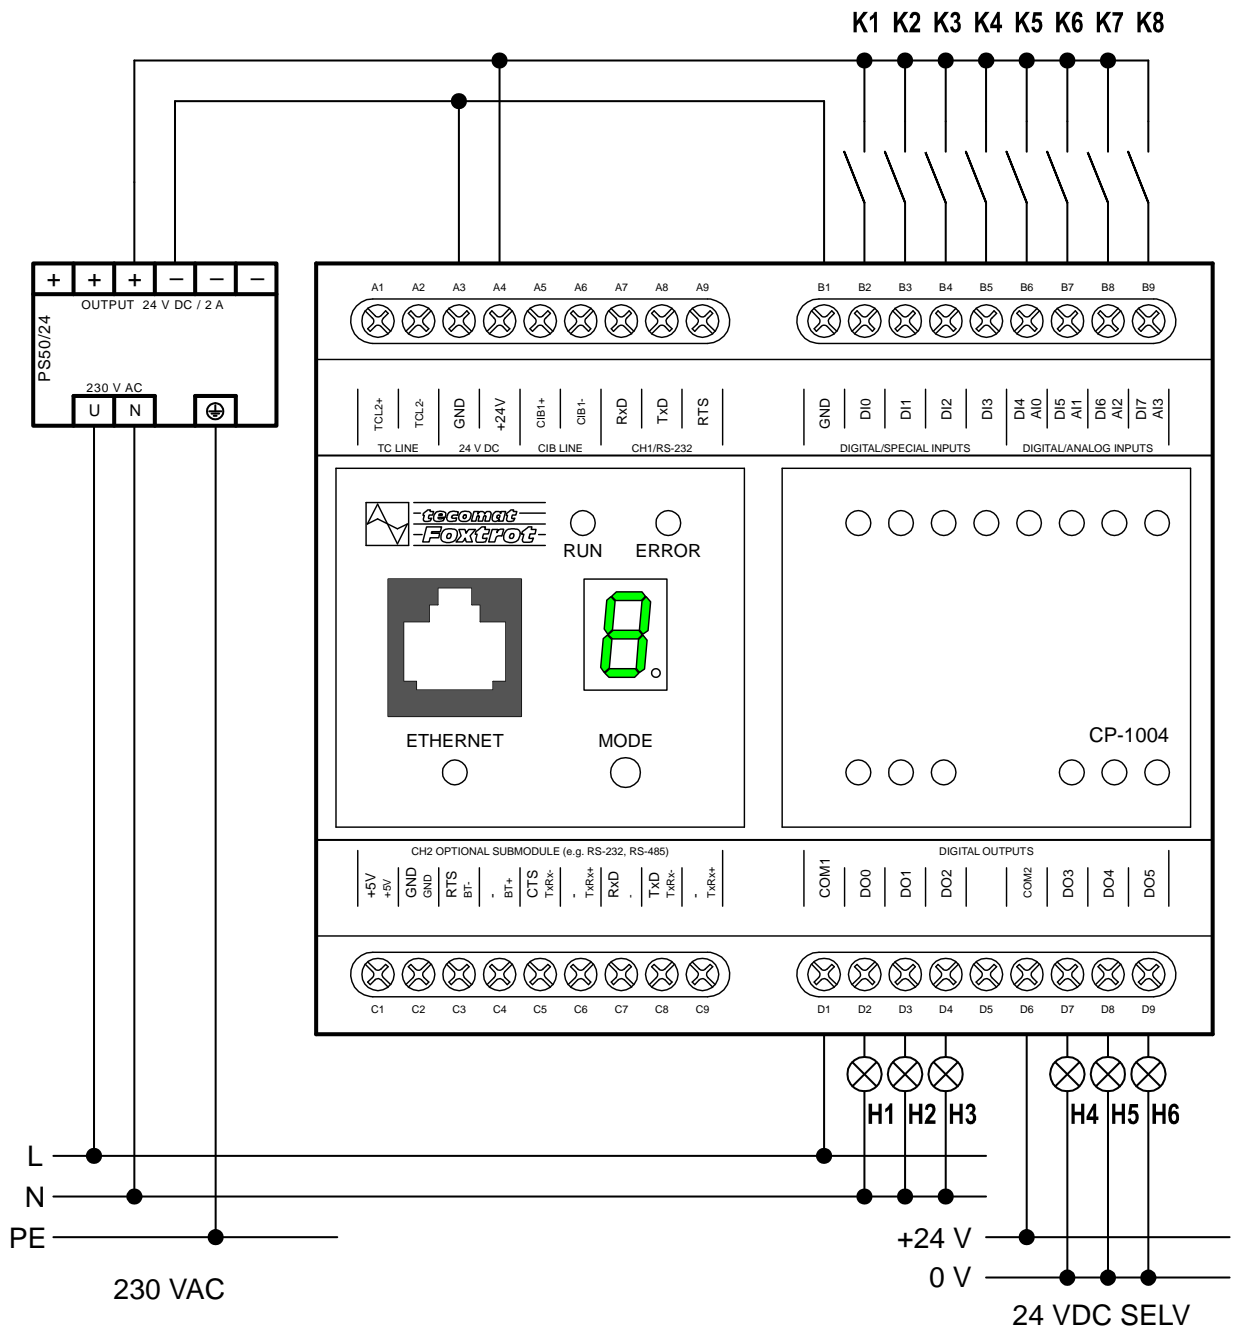 K1 K2 K3 K4 K5 K6 K7 K8
+ + + − − −
OUTPUT 24 V DC / 2 A
PS50/24
230 V AC
U N
A1 A2 A3 A4 A5 A6 A7 A8 A9
B1 B2 B3 B4 B5 B6 B7 B8 B9
TCL2+ TCL2- GND +24V CIB1+ CIB1- RxD TxD RTS
TC LINE 24 V DC CIB LINE CH1/RS-232
GND DI0 DI1 DI2 DI3 DI4 AI0 DI5 AI1 DI6 AI2 DI7 AI3
DIGITAL/SPECIAL INPUTS DIGITAL/ANALOG INPUTS
tecomat
Foxtrot
RUN ERROR
8.
ETHERNET MODE
CP-1004
CH2 OPTIONAL SUBMODULE (e.g. RS-232, RS-485)
+5V +5V GND GND RTS BT- - BT+ CTS TxRx- - TxRx+ RxD - TxD TxRx- - TxRx+
DIGITAL OUTPUTS
COM1 DO0 DO1 DO2 COM2 DO3 DO4 DO5
C1 C2 C3 C4 C5 C6 C7 C8 C9
D1 D2 D3 D4 D5 D6 D7 D8 D9
H1 H2 H3 H4 H5 H6
L
N
PE
230 VAC
+24 V
0 V
24 VDC SELV